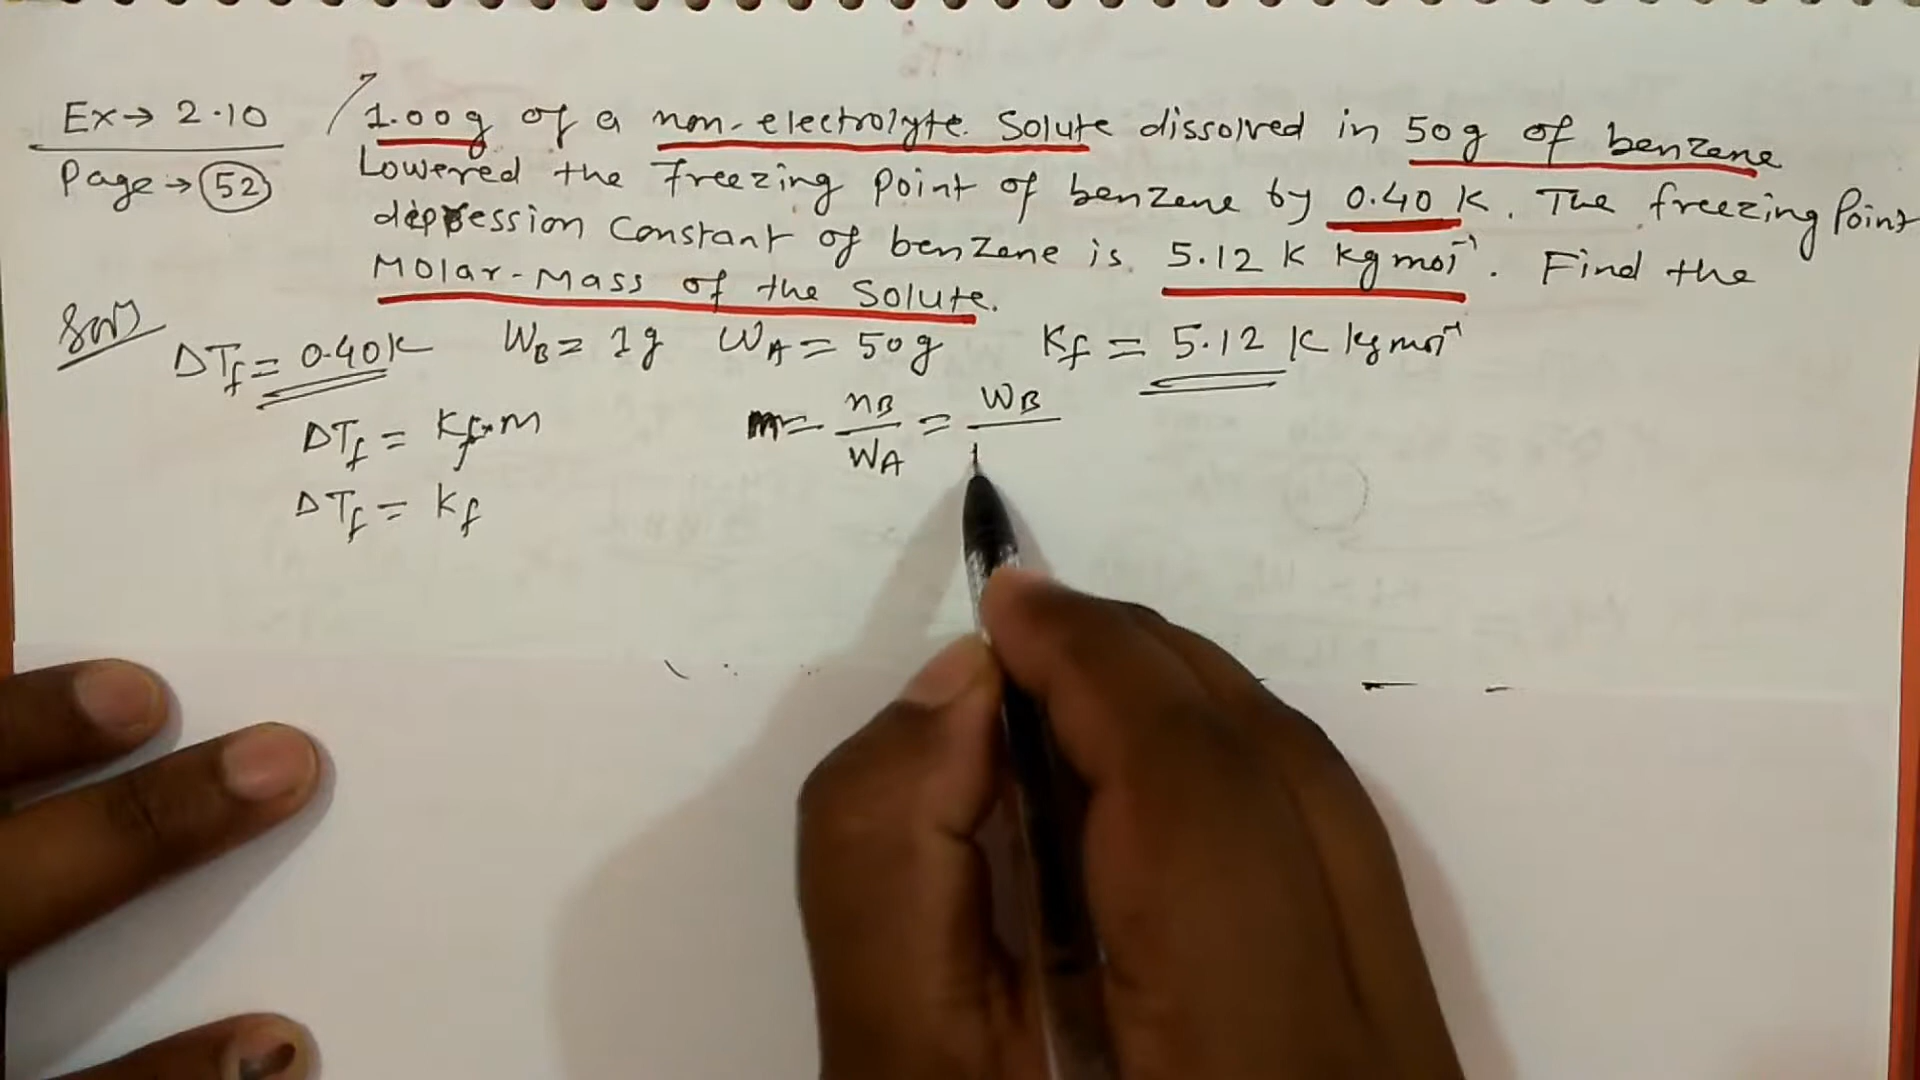 Ex→ 2.10
Page → 52
1.00g of a non-electrolyte. Solute dissolved in 50g of benzene
Lowered the freezing point of benzene by 0.40 K. The freezing Point
depression Constant of benzene is 5.12 K kg mol⁻¹. Find the
Molar-Mass of the Solute.
Solⁿ
ΔTf = 0.40K WB = 1g WA = 50g Kf = 5.12 K kg mol⁻¹
ΔTf = Kf·m m = nB/WA = WB/
ΔTf = Kf